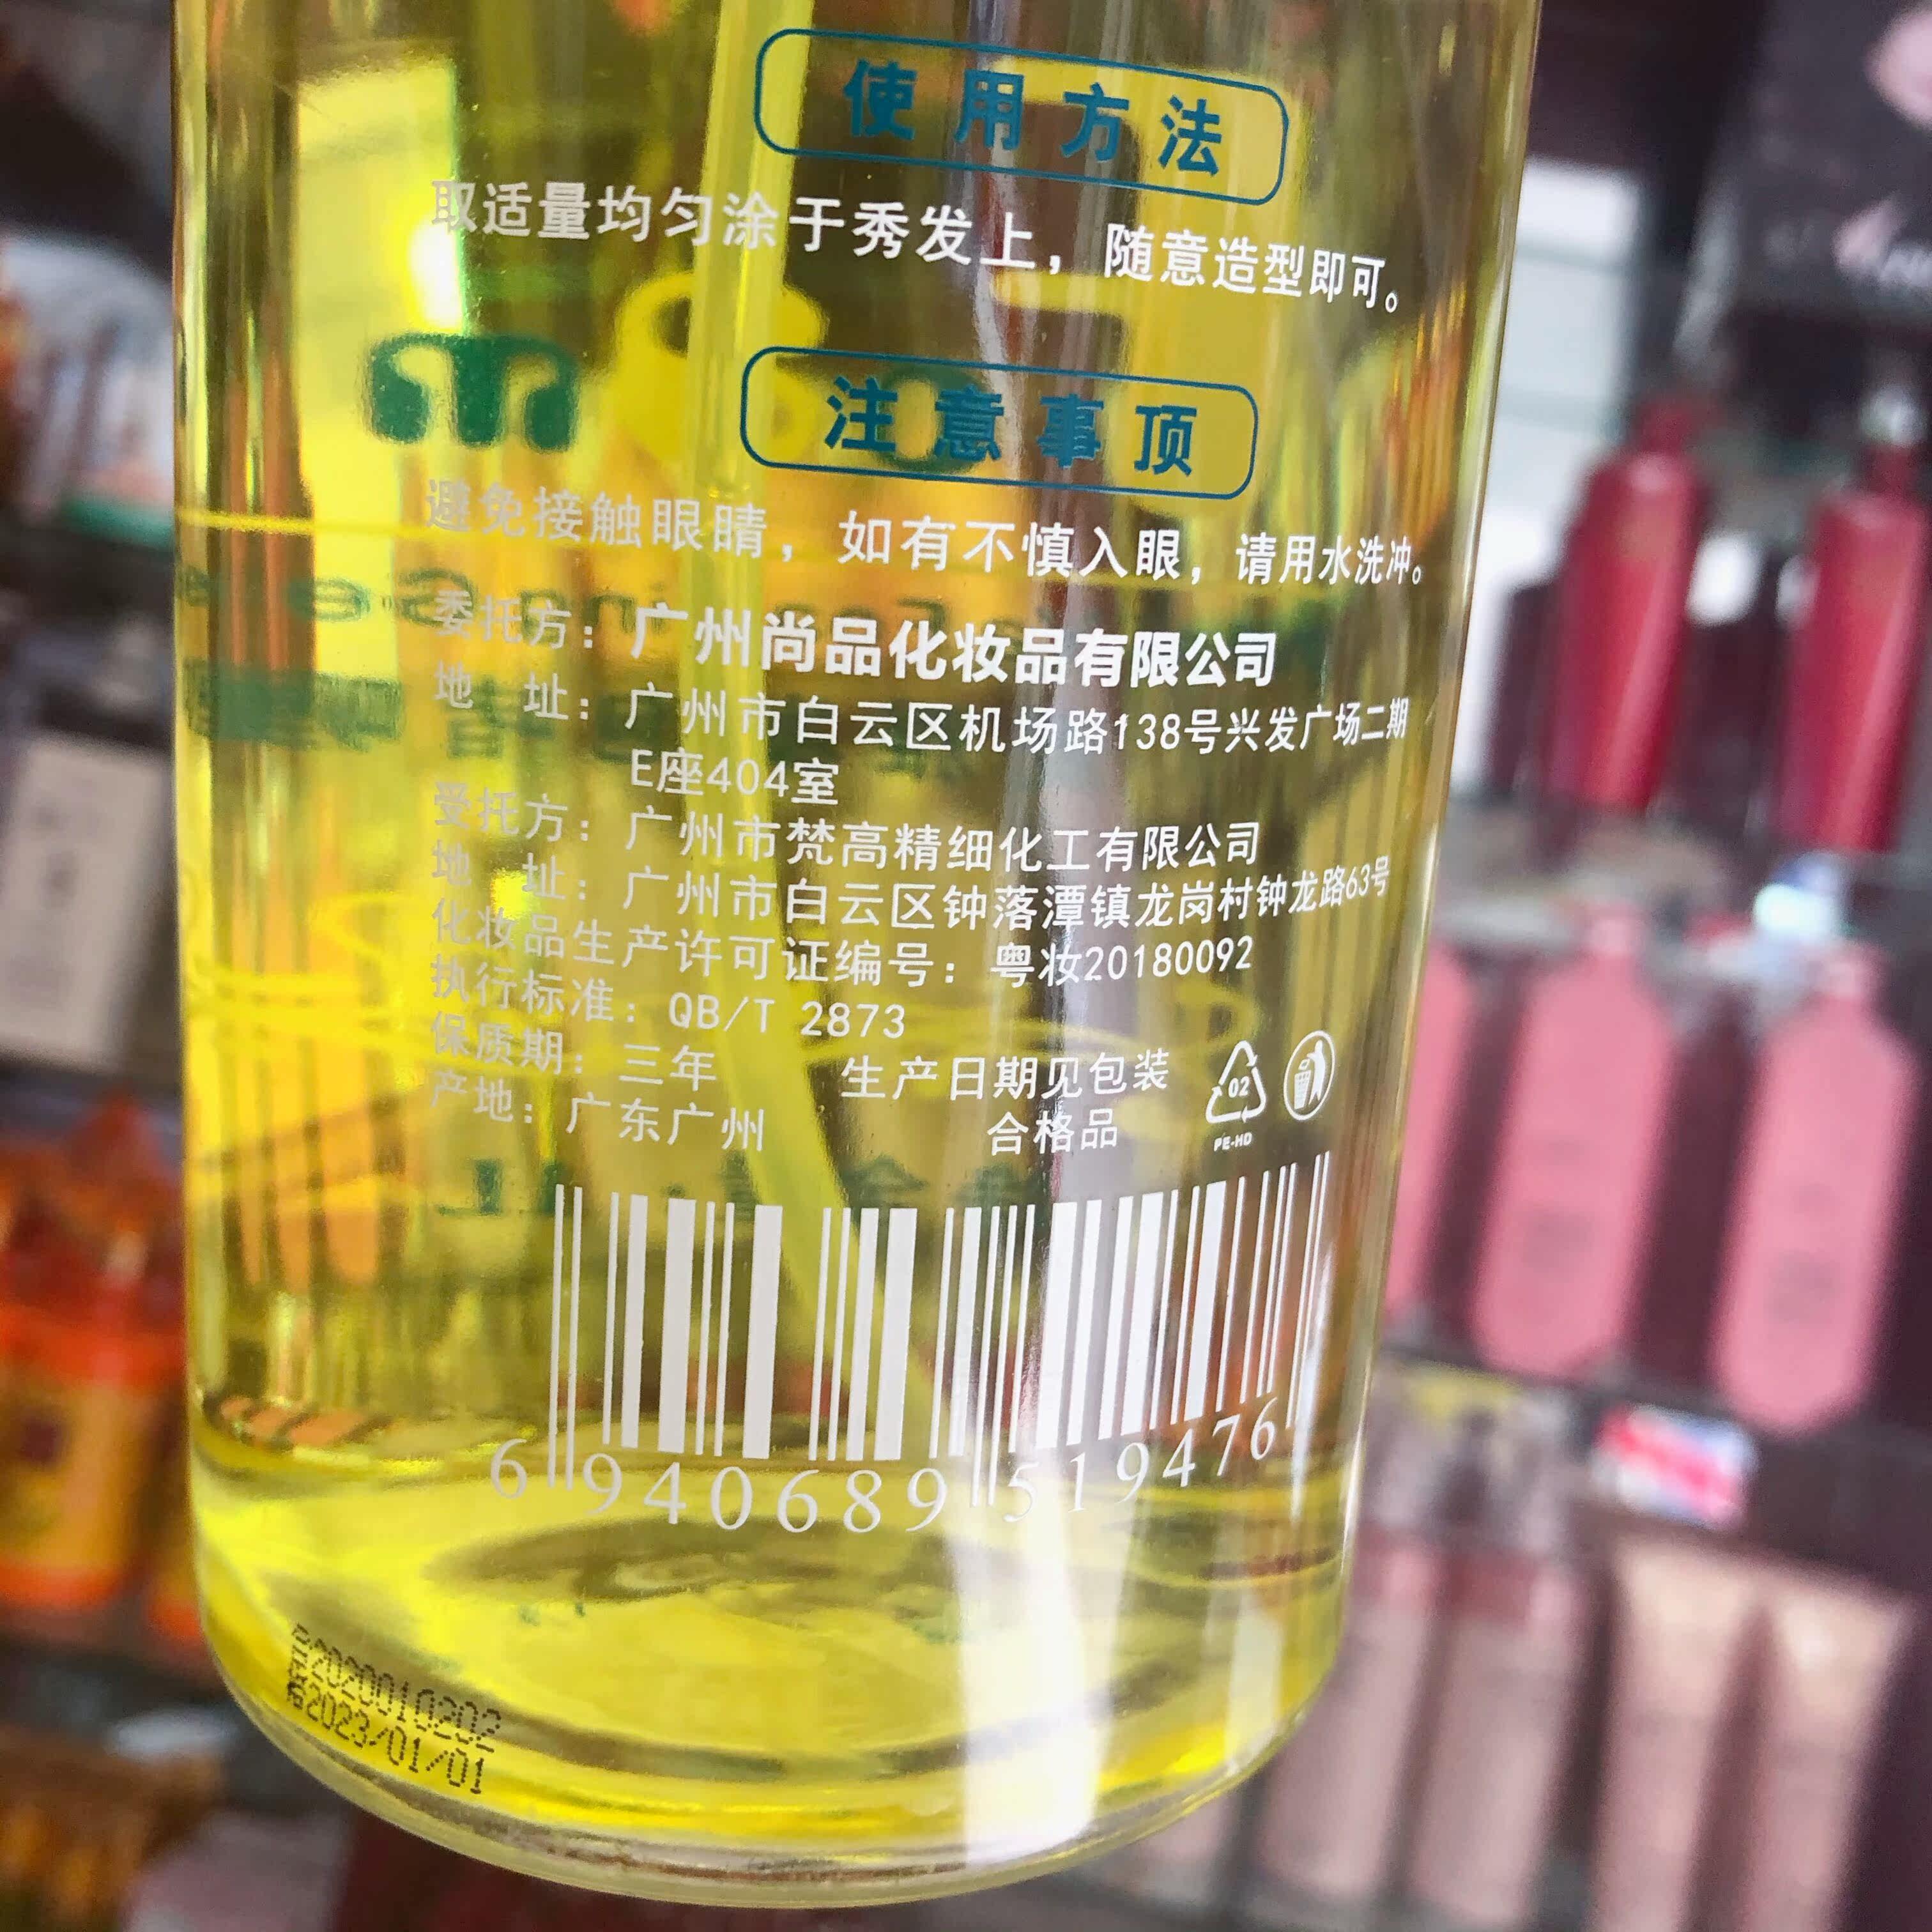 使用方法
取适量均匀涂于秀发上，随意造型即可。
注意事顶
避免接触眼睛，如有不慎入眼，请用水洗冲。
委托方：广州尚品化妆品有限公司
地 址：广州市白云区机场路138号兴发广场二期
E座404室
受托方：广州市梵高精细化工有限公司
地 址：广州市白云区钟落潭镇龙岗村钟龙路63号
化妆品生产许可证编号：粤妆20180092
执行标准：QB/T 2873
保质期：三年 生产日期见包装
产地：广东广州 合格品
02
PE-HD
6 940689 519476
2020010202
2023/01/01